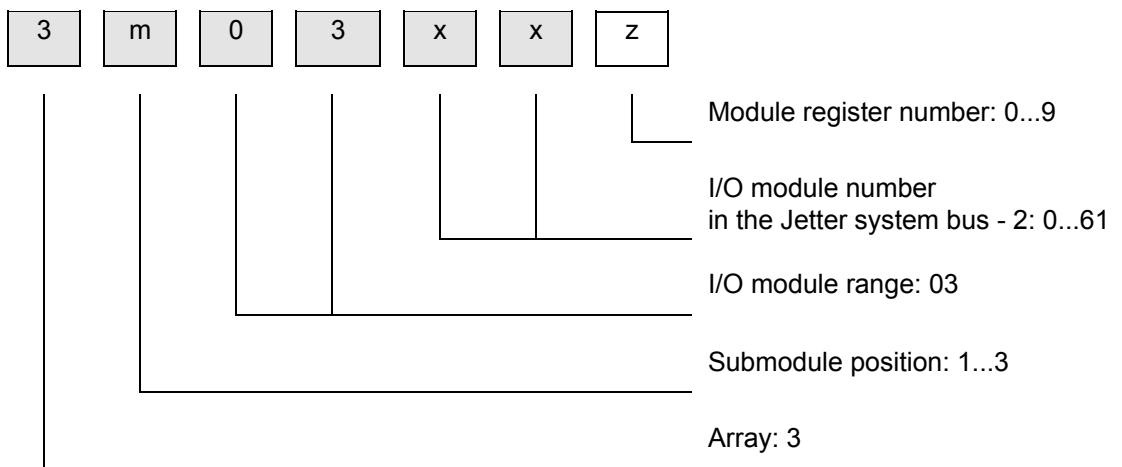 3 m 0 3 x x z
Module register number: 0...9
I/O module number
in the Jetter system bus - 2: 0...61
I/O module range: 03
Submodule position: 1...3
Array: 3